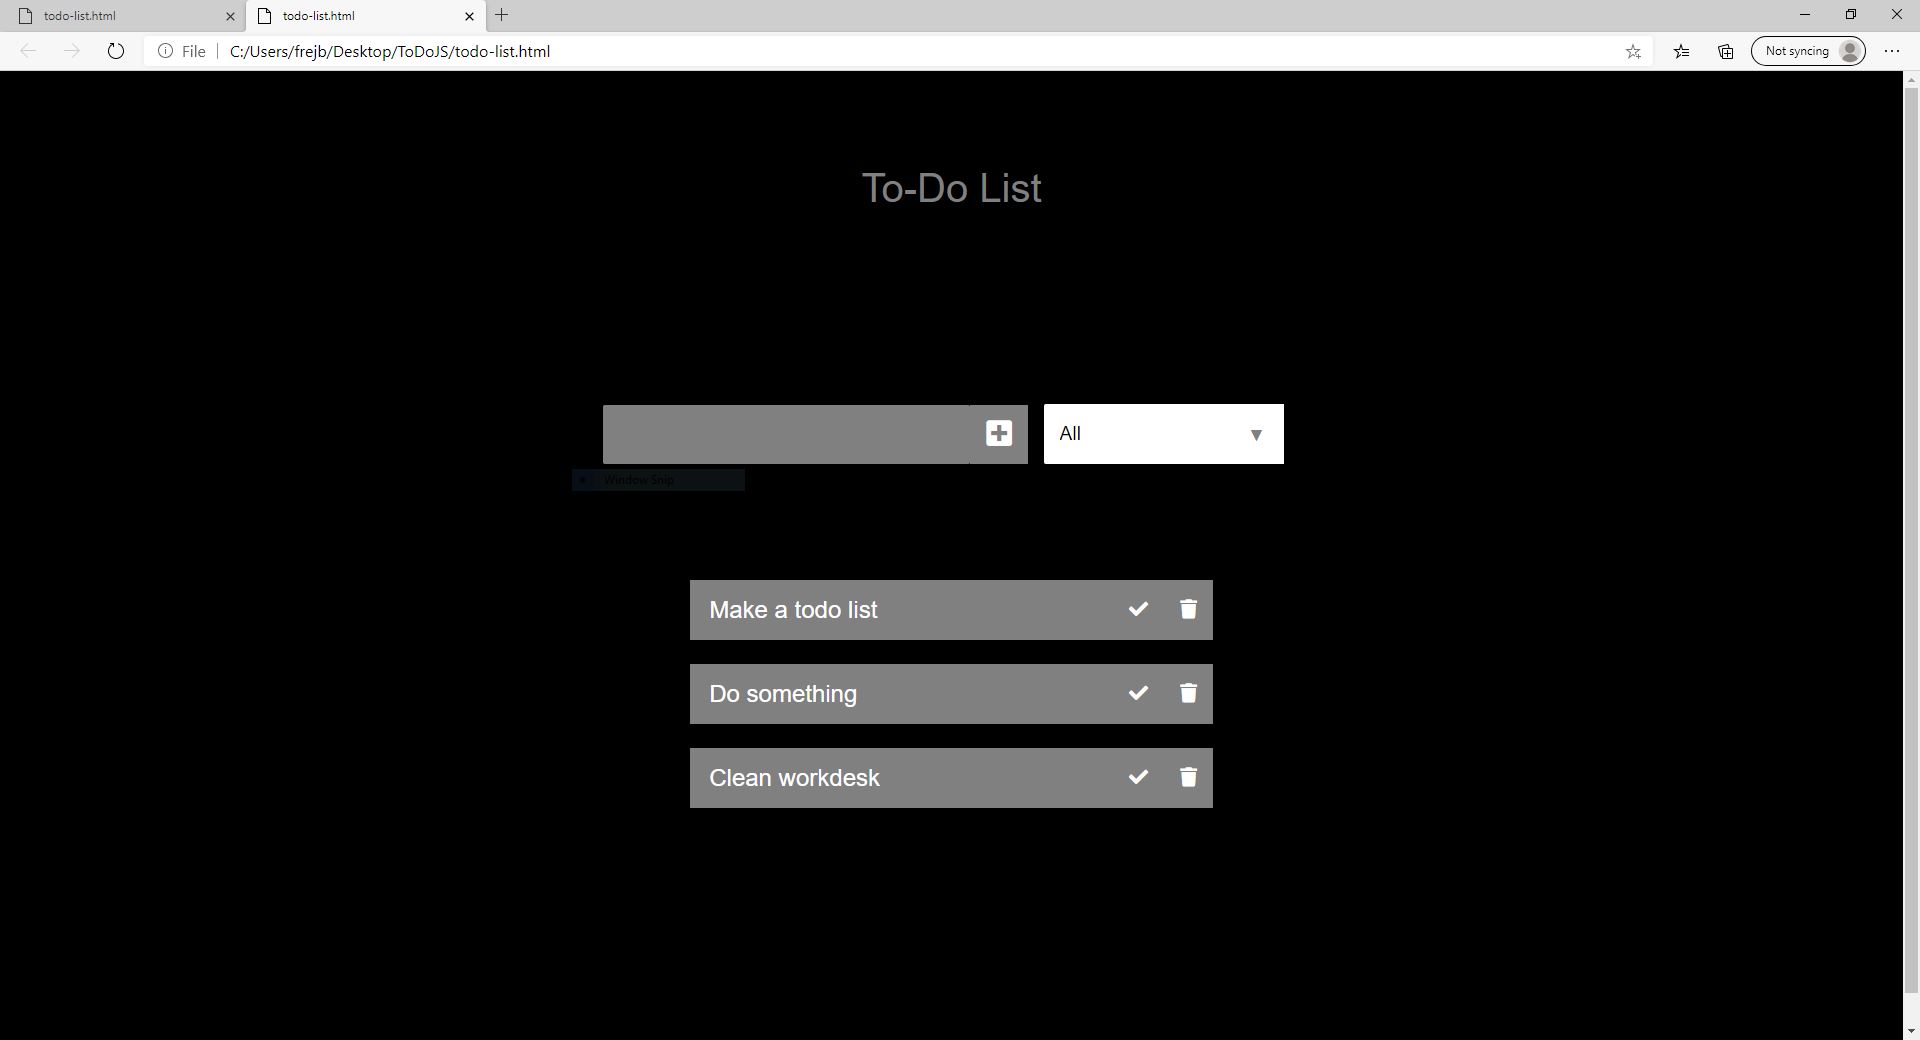 todo-list.html
todo-list.html
File
C:/Users/frejb/Desktop/ToDoJS/todo-list.html
Not syncing
To-Do List
All
Window Snip
Make a todo list
Do something
Clean workdesk